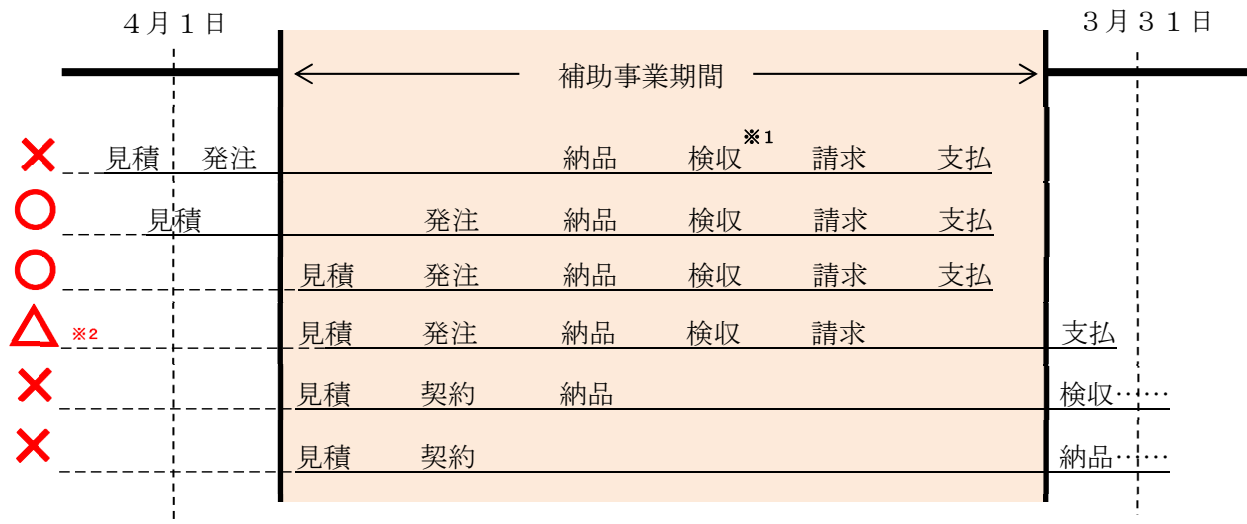 ４月１日
３月３１日
補助事業期間
× 見積 発注 納品 検収※1 請求 支払
○ 見積 発注 納品 検収 請求 支払
○ 見積 発注 納品 検収 請求 支払
△ ※2 見積 発注 納品 検収 請求 支払
× 見積 契約 納品 検収……
× 見積 契約 納品……